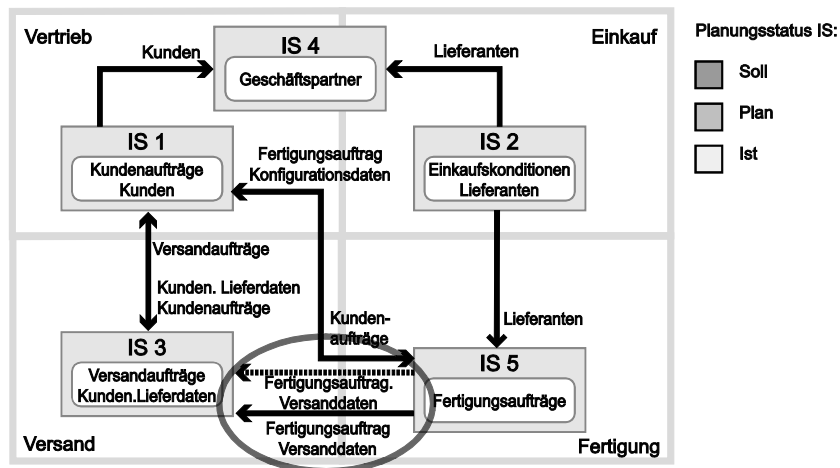 Vertrieb
IS 4
Einkauf
Planungsstatus IS:
Kunden
Lieferanten
Geschäftspartner
Soll
Plan
Ist
IS 1
IS 2
Kundenaufträge
Kunden
Fertigungsauftrag
Konfigurationsdaten
Einkaufskonditionen
Lieferanten
Versandaufträge
Kunden. Lieferdaten
Kundenaufträge
Kunden-
aufträge
Lieferanten
IS 3
IS 5
Versandaufträge
Kunden.Lieferdaten
Fertigungsauftrag.
Versanddaten
Fertigungsaufträge
Fertigungsauftrag
Versanddaten
Versand
Fertigung